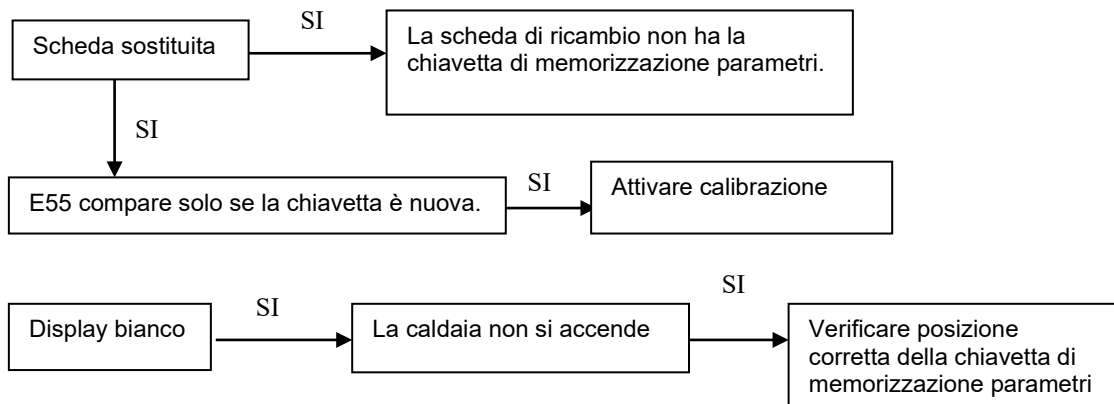 SI
Scheda sostituita
La scheda di ricambio non ha la
chiavetta di memorizzazione parametri.
SI
E55 compare solo se la chiavetta è nuova.
SI
Attivare calibrazione
Display bianco
SI
La caldaia non si accende
SI
Verificare posizione
corretta della chiavetta di
memorizzazione parametri